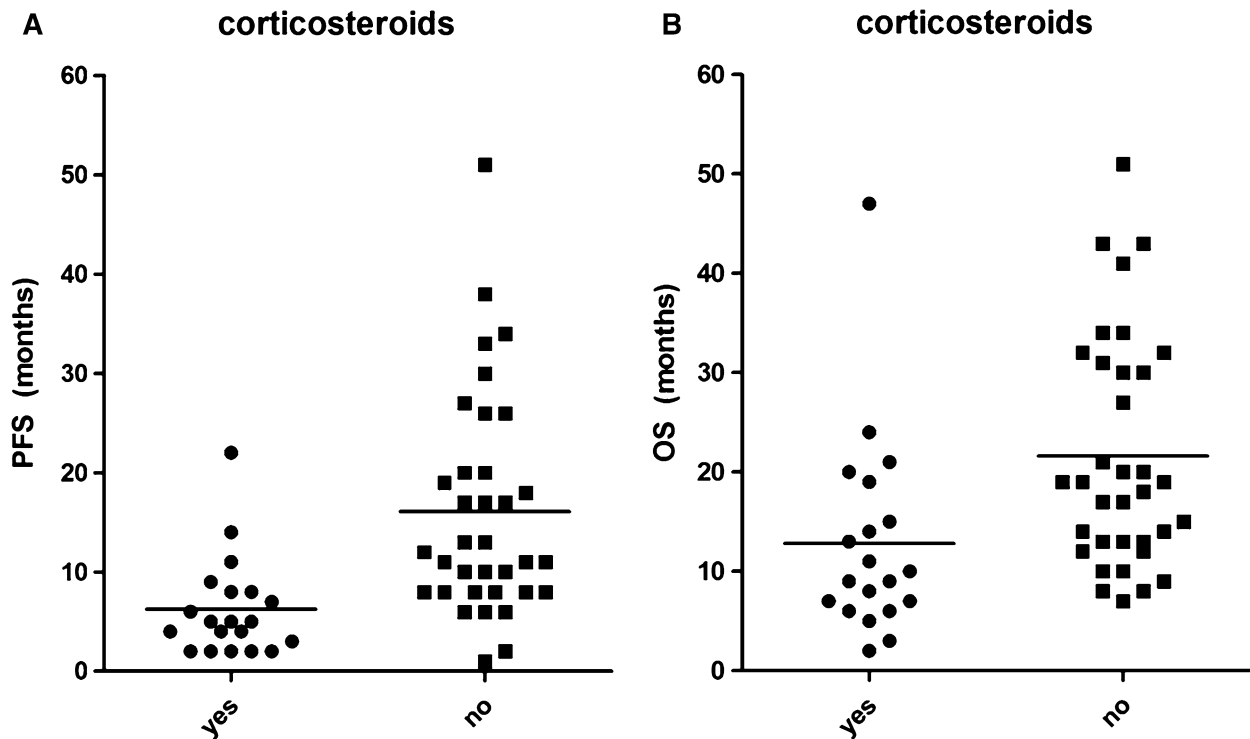 A
corticosteroids
PFS (months)
60
50
40
30
20
10
0
yes
no
B
corticosteroids
OS (months)
60
50
40
30
20
10
0
yes
no